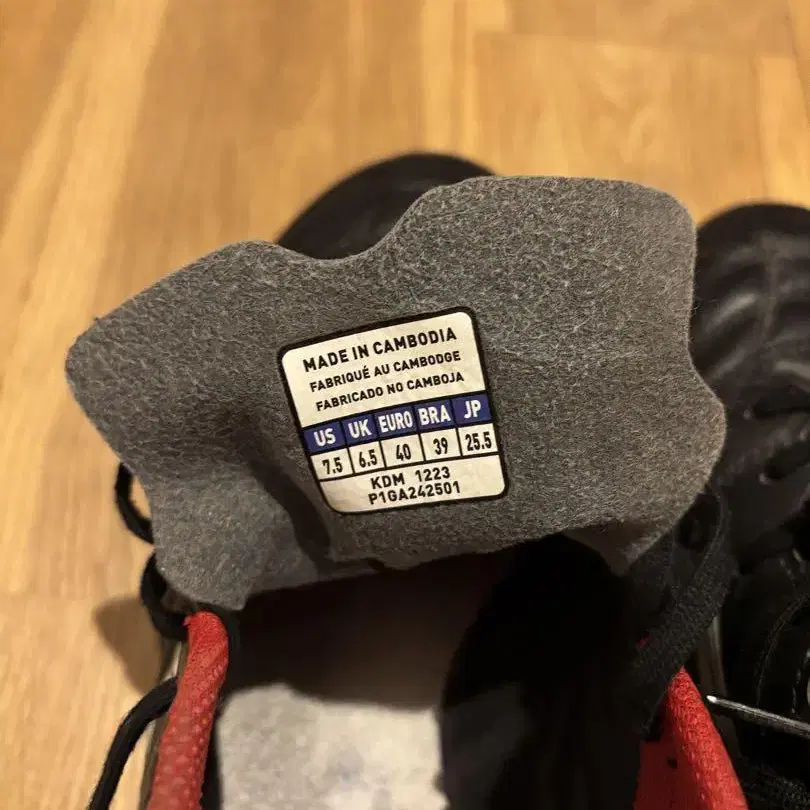 MADE IN CAMBODIA
FABRIQUÉ AU CAMBODGE
FABRICADO NO CAMBOJA
US UK EURO BRA JP
7.5 6.5 40 39 25.5
KDM 1223
P1GA242501